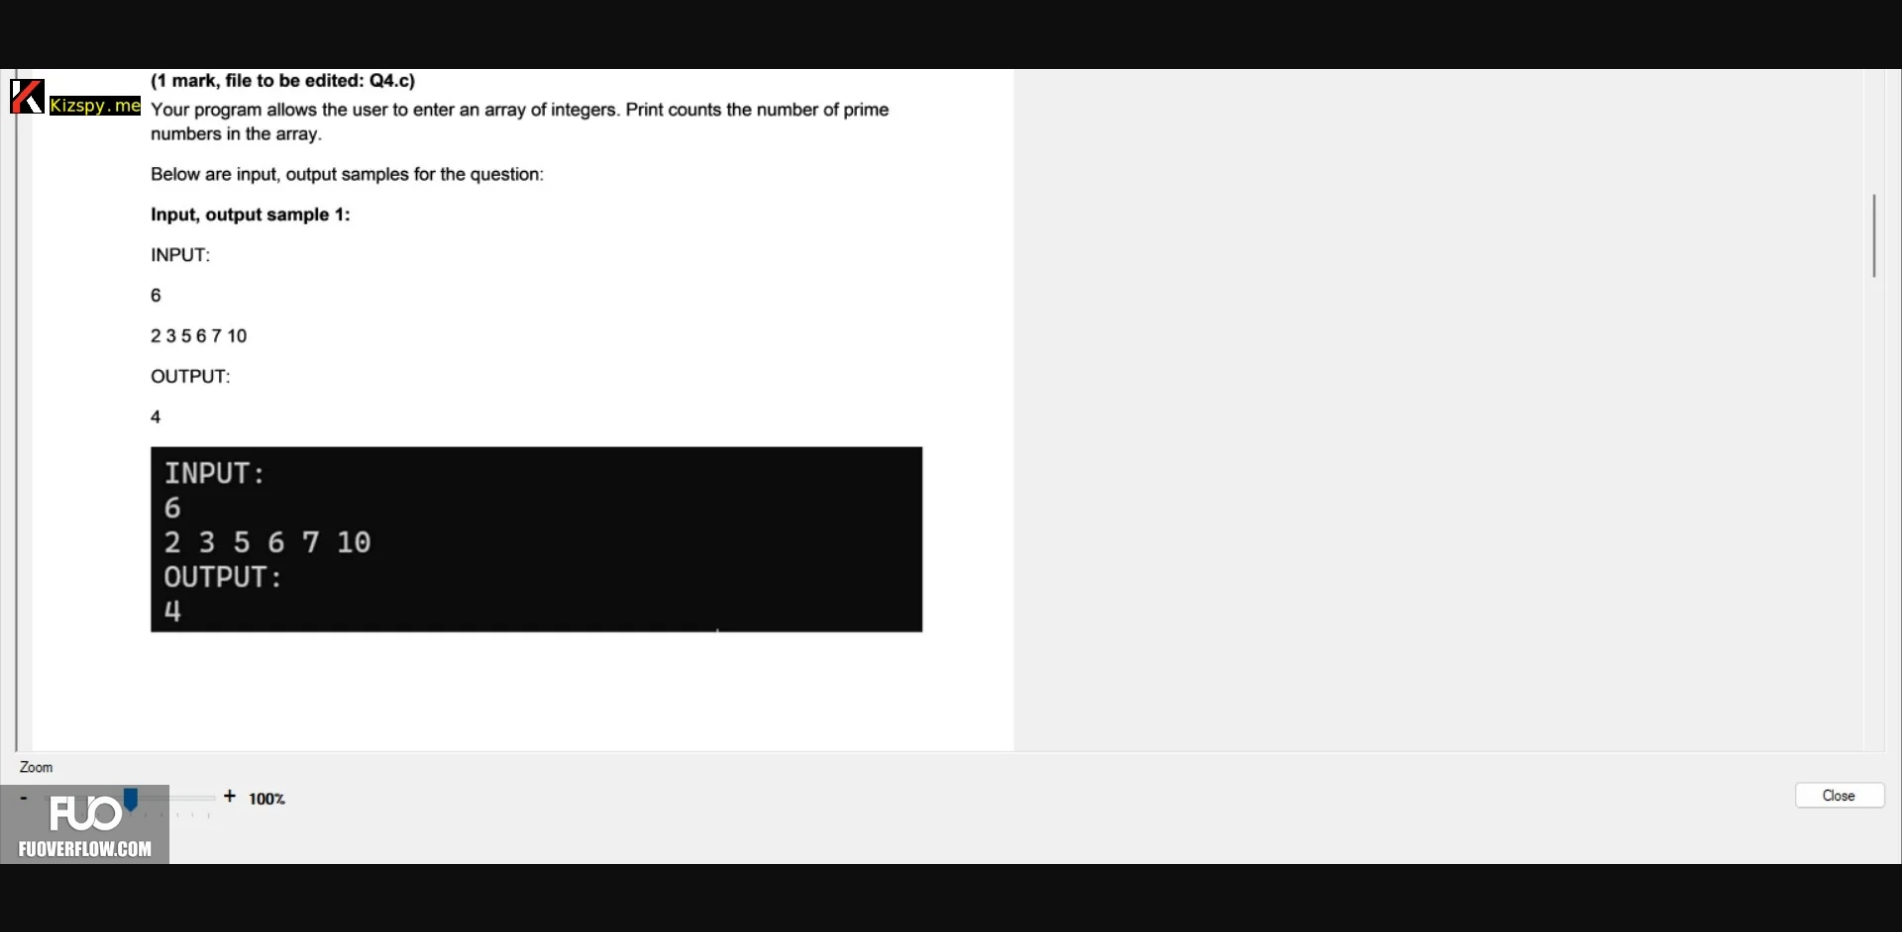 (1 mark, file to be edited: Q4.c)
Kizspy.me
Your program allows the user to enter an array of integers. Print counts the number of prime
numbers in the array.
Below are input, output samples for the question:
Input, output sample 1:
INPUT:
6
2 3 5 6 7 10
OUTPUT:
4
INPUT:
6
2 3 5 6 7 10
OUTPUT:
4
Zoom
- + 100%
Close
FUO
FUOVERFLOW.COM